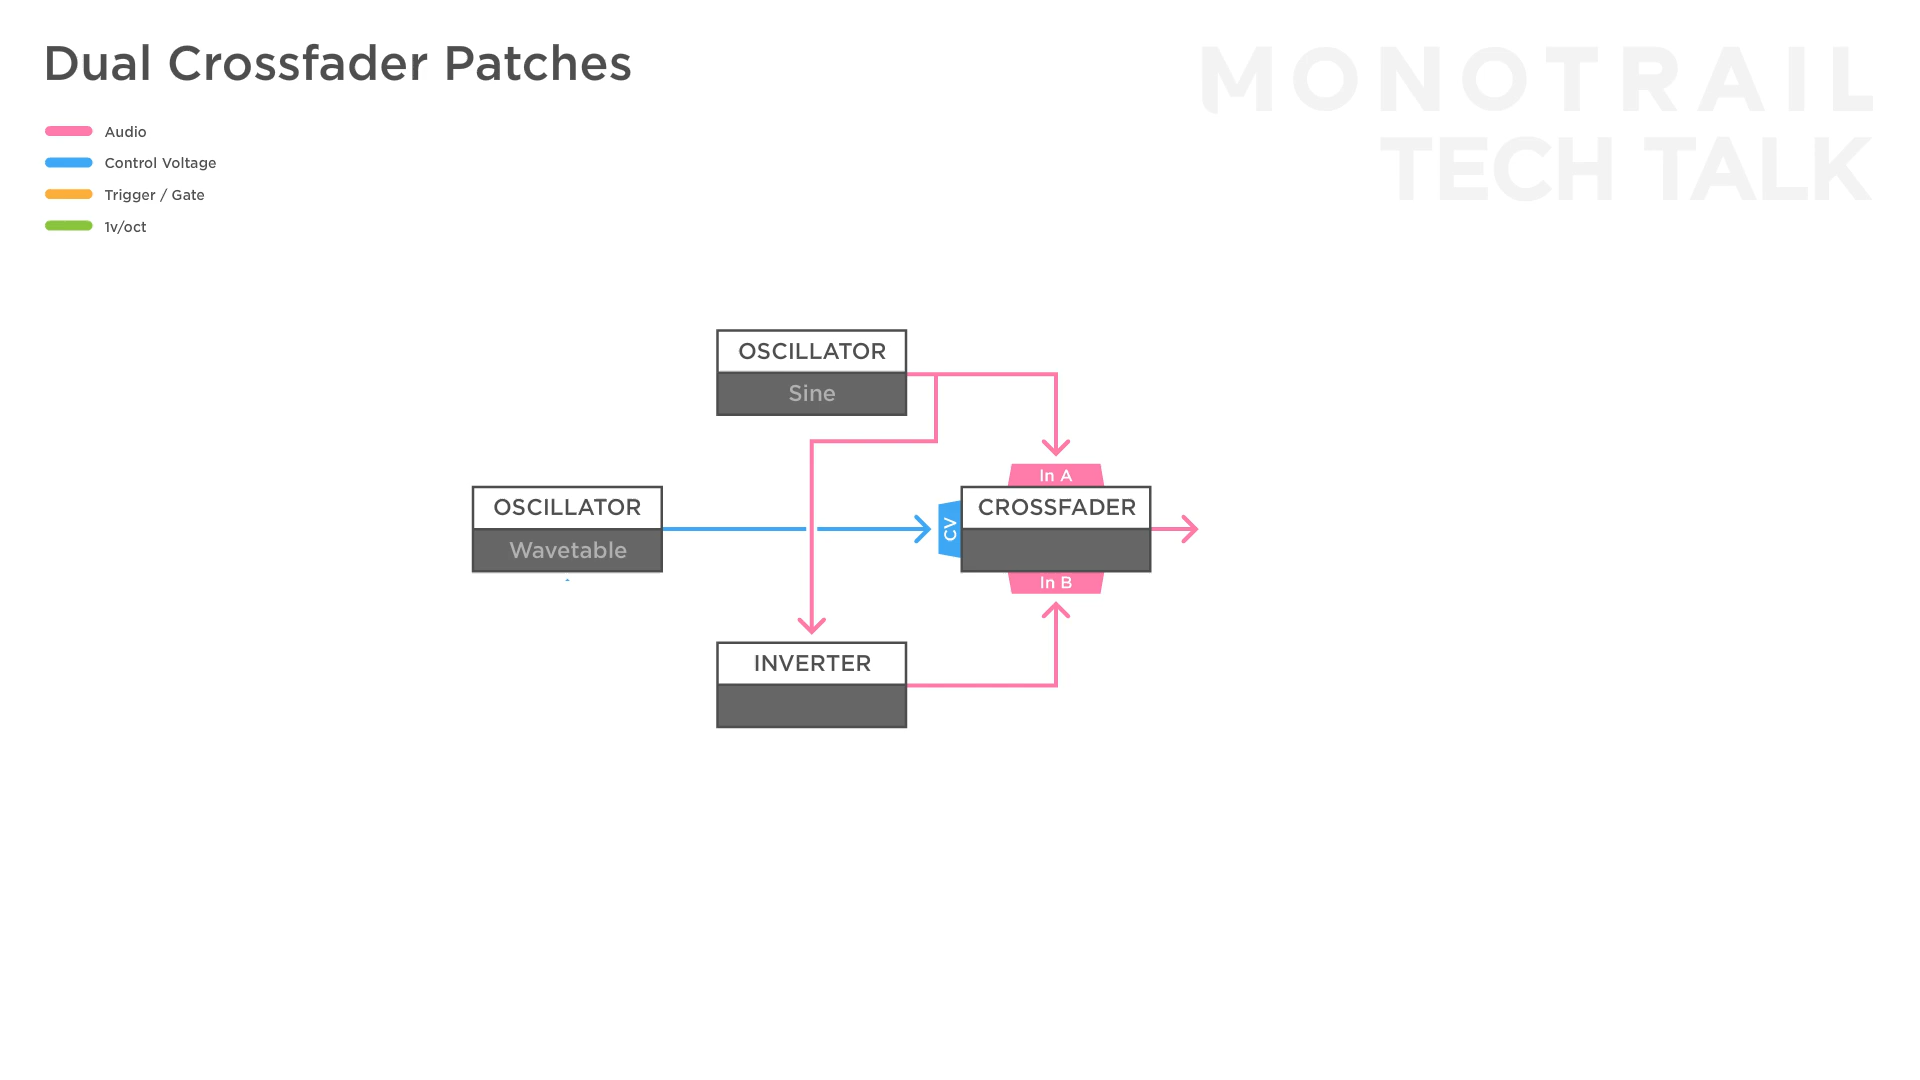 Dual Crossfader Patches
MONOTRAIL
TECH TALK
Audio
Control Voltage
Trigger / Gate
1v/oct
OSCILLATOR
Sine
In A
OSCILLATOR
Wavetable
CV
CROSSFADER
In B
INVERTER